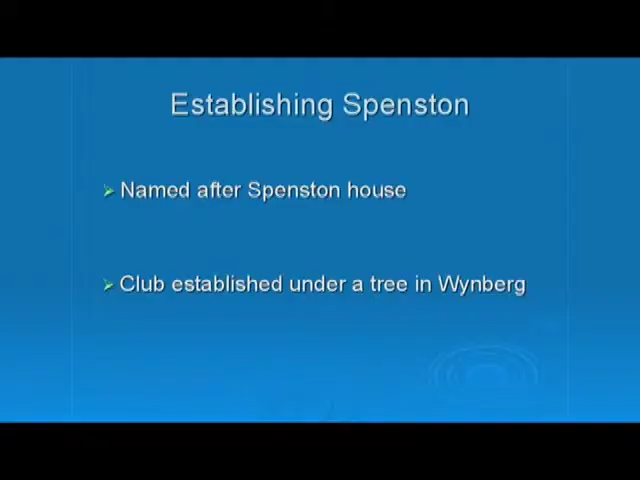 Establishing Spenston
Named after Spenston house
Club established under a tree in Wynberg